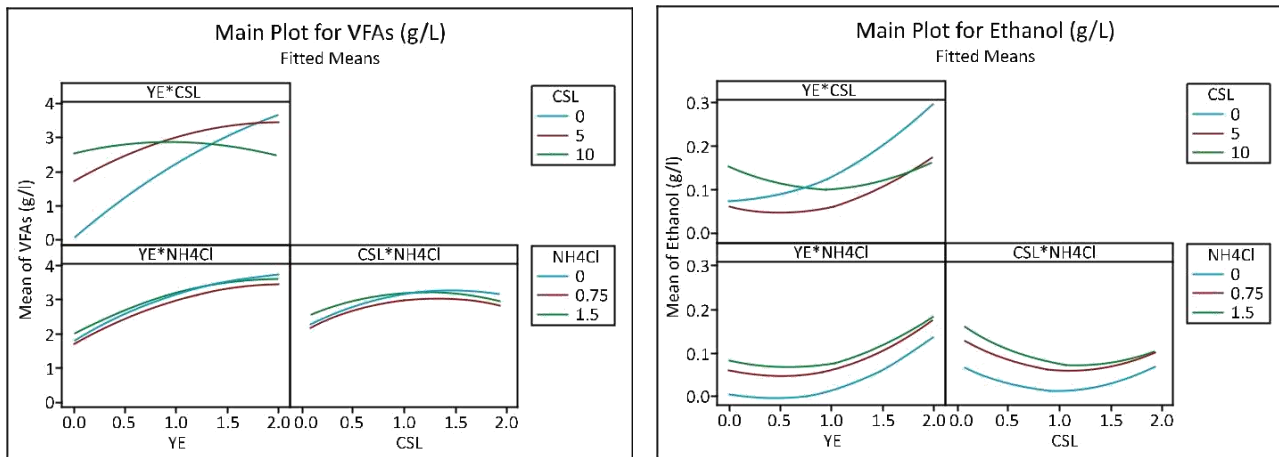 Main Plot for VFAs (g/L)
Fitted Means
YE*CSL
CSL
0
5
10
4
3
2
1
0
Mean of VFAs (g/l)
YE*NH4Cl
CSL*NH4Cl
NH4Cl
0
0.75
1.5
4
3
2
1
0
0.0 0.5 1.0 1.5 2.0
YE
0.0 0.5 1.0 1.5 2.0
CSL
Main Plot for Ethanol (g/L)
Fitted Means
YE*CSL
CSL
0
5
10
0.3
0.2
0.1
0.0
Mean of Ethanol (g/l)
YE*NH4Cl
CSL*NH4Cl
NH4Cl
0
0.75
1.5
0.3
0.2
0.1
0.0
0.0 0.5 1.0 1.5 2.0
YE
0.0 0.5 1.0 1.5 2.0
CSL